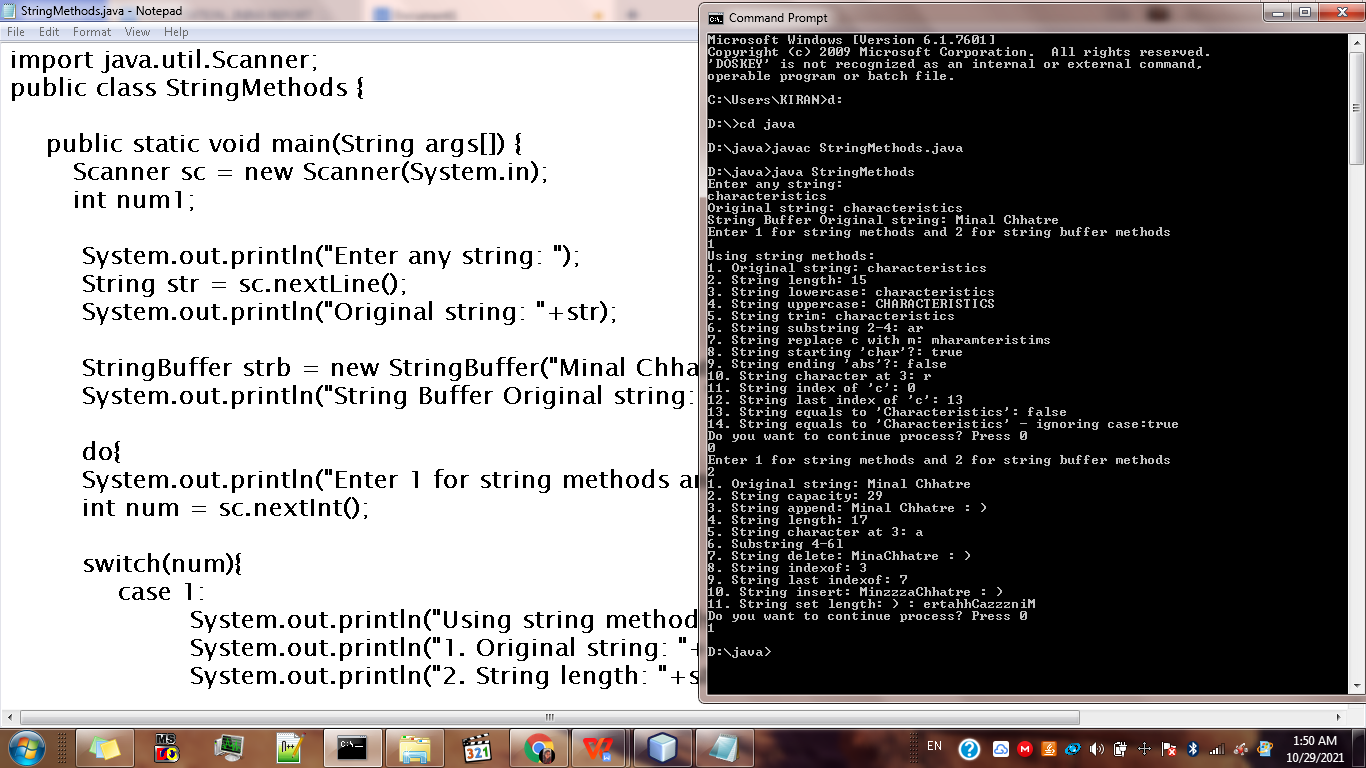 StringMethods.java - Notepad
File Edit Format View Help
import java.util.Scanner;
public class StringMethods {
public static void main(String args[]) {
Scanner sc = new Scanner(System.in);
int num1;
System.out.println("Enter any string: ");
String str = sc.nextLine();
System.out.println("Original string: "+str);
StringBuffer strb = new StringBuffer("Minal Chha
System.out.println("String Buffer Original string:
do{
System.out.println("Enter 1 for string methods a
int num = sc.nextInt();
switch(num){
case 1:
System.out.println("Using string method
System.out.println("1. Original string: "+
System.out.println("2. String length: "+s
Command Prompt
Microsoft Windows [Version 6.1.7601]
Copyright (c) 2009 Microsoft Corporation. All rights reserved.
'DOSKEY' is not recognized as an internal or external command,
operable program or batch file.
C:\Users\KIRAN>d:
D:\>cd java
D:\java>javac StringMethods.java
D:\java>java StringMethods
Enter any string:
characteristics
Original string: characteristics
String Buffer Original string: Minal Chhatre
Enter 1 for string methods and 2 for string buffer methods
1
Using string methods:
1. Original string: characteristics
2. String length: 15
3. String lowercase: characteristics
4. String uppercase: CHARACTERISTICS
5. String trim: characteristics
6. String substring 2-4: ar
7. String replace c with m: mharamteristims
8. String starting 'char'?: true
9. String ending 'abs'?: false
10. String character at 3: r
11. String index of 'c': 0
12. String last index of 'c': 13
13. String equals to 'Characteristics': false
14. String equals to 'Characteristics' - ignoring case:true
Do you want to continue process? Press 0
0
Enter 1 for string methods and 2 for string buffer methods
2
1. Original string: Minal Chhatre
2. String capacity: 29
3. String append: Minal Chhatre : )
4. String length: 17
5. String character at 3: a
6. Substring 4-6l
7. String delete: MinaChhatre : )
8. String indexof: 3
9. String last indexof: 7
10. String insert: MinzzzaChhatre : )
11. String set length: ) : ertahhCazzzniM
Do you want to continue process? Press 0
1
D:\java>
EN
1:50 AM
10/29/2021